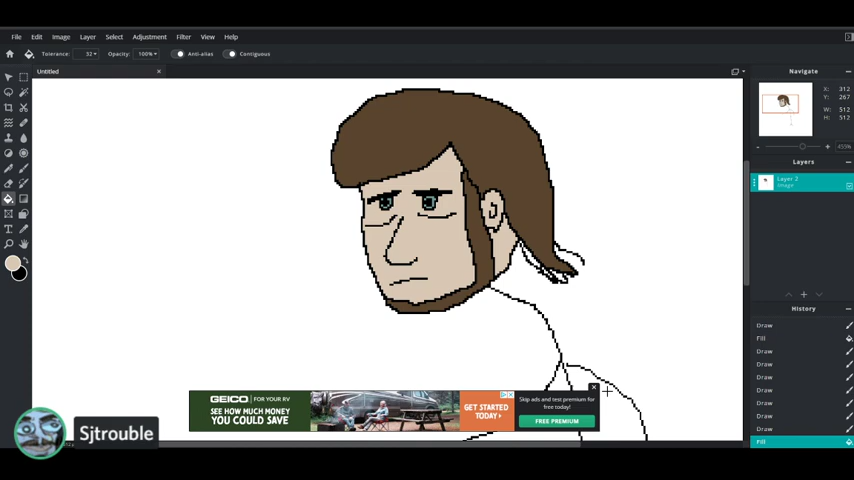 File Edit Image Layer Select Adjustment Filter View Help
Tolerance: 32 Opacity: 100% Anti-alias Contiguous
Untitled
Navigate
X: 312
Y: 267
W: 512
H: 512
455%
Layers
Layer 2
Image
History
Draw
Fill
Draw
Draw
Draw
Draw
Draw
Draw
Draw
Fill
GEICO FOR YOUR RV
SEE HOW MUCH MONEY
YOU COULD SAVE
GET STARTED
TODAY
Skip ads and test premium for
free today!
FREE PREMIUM
Sjtrouble